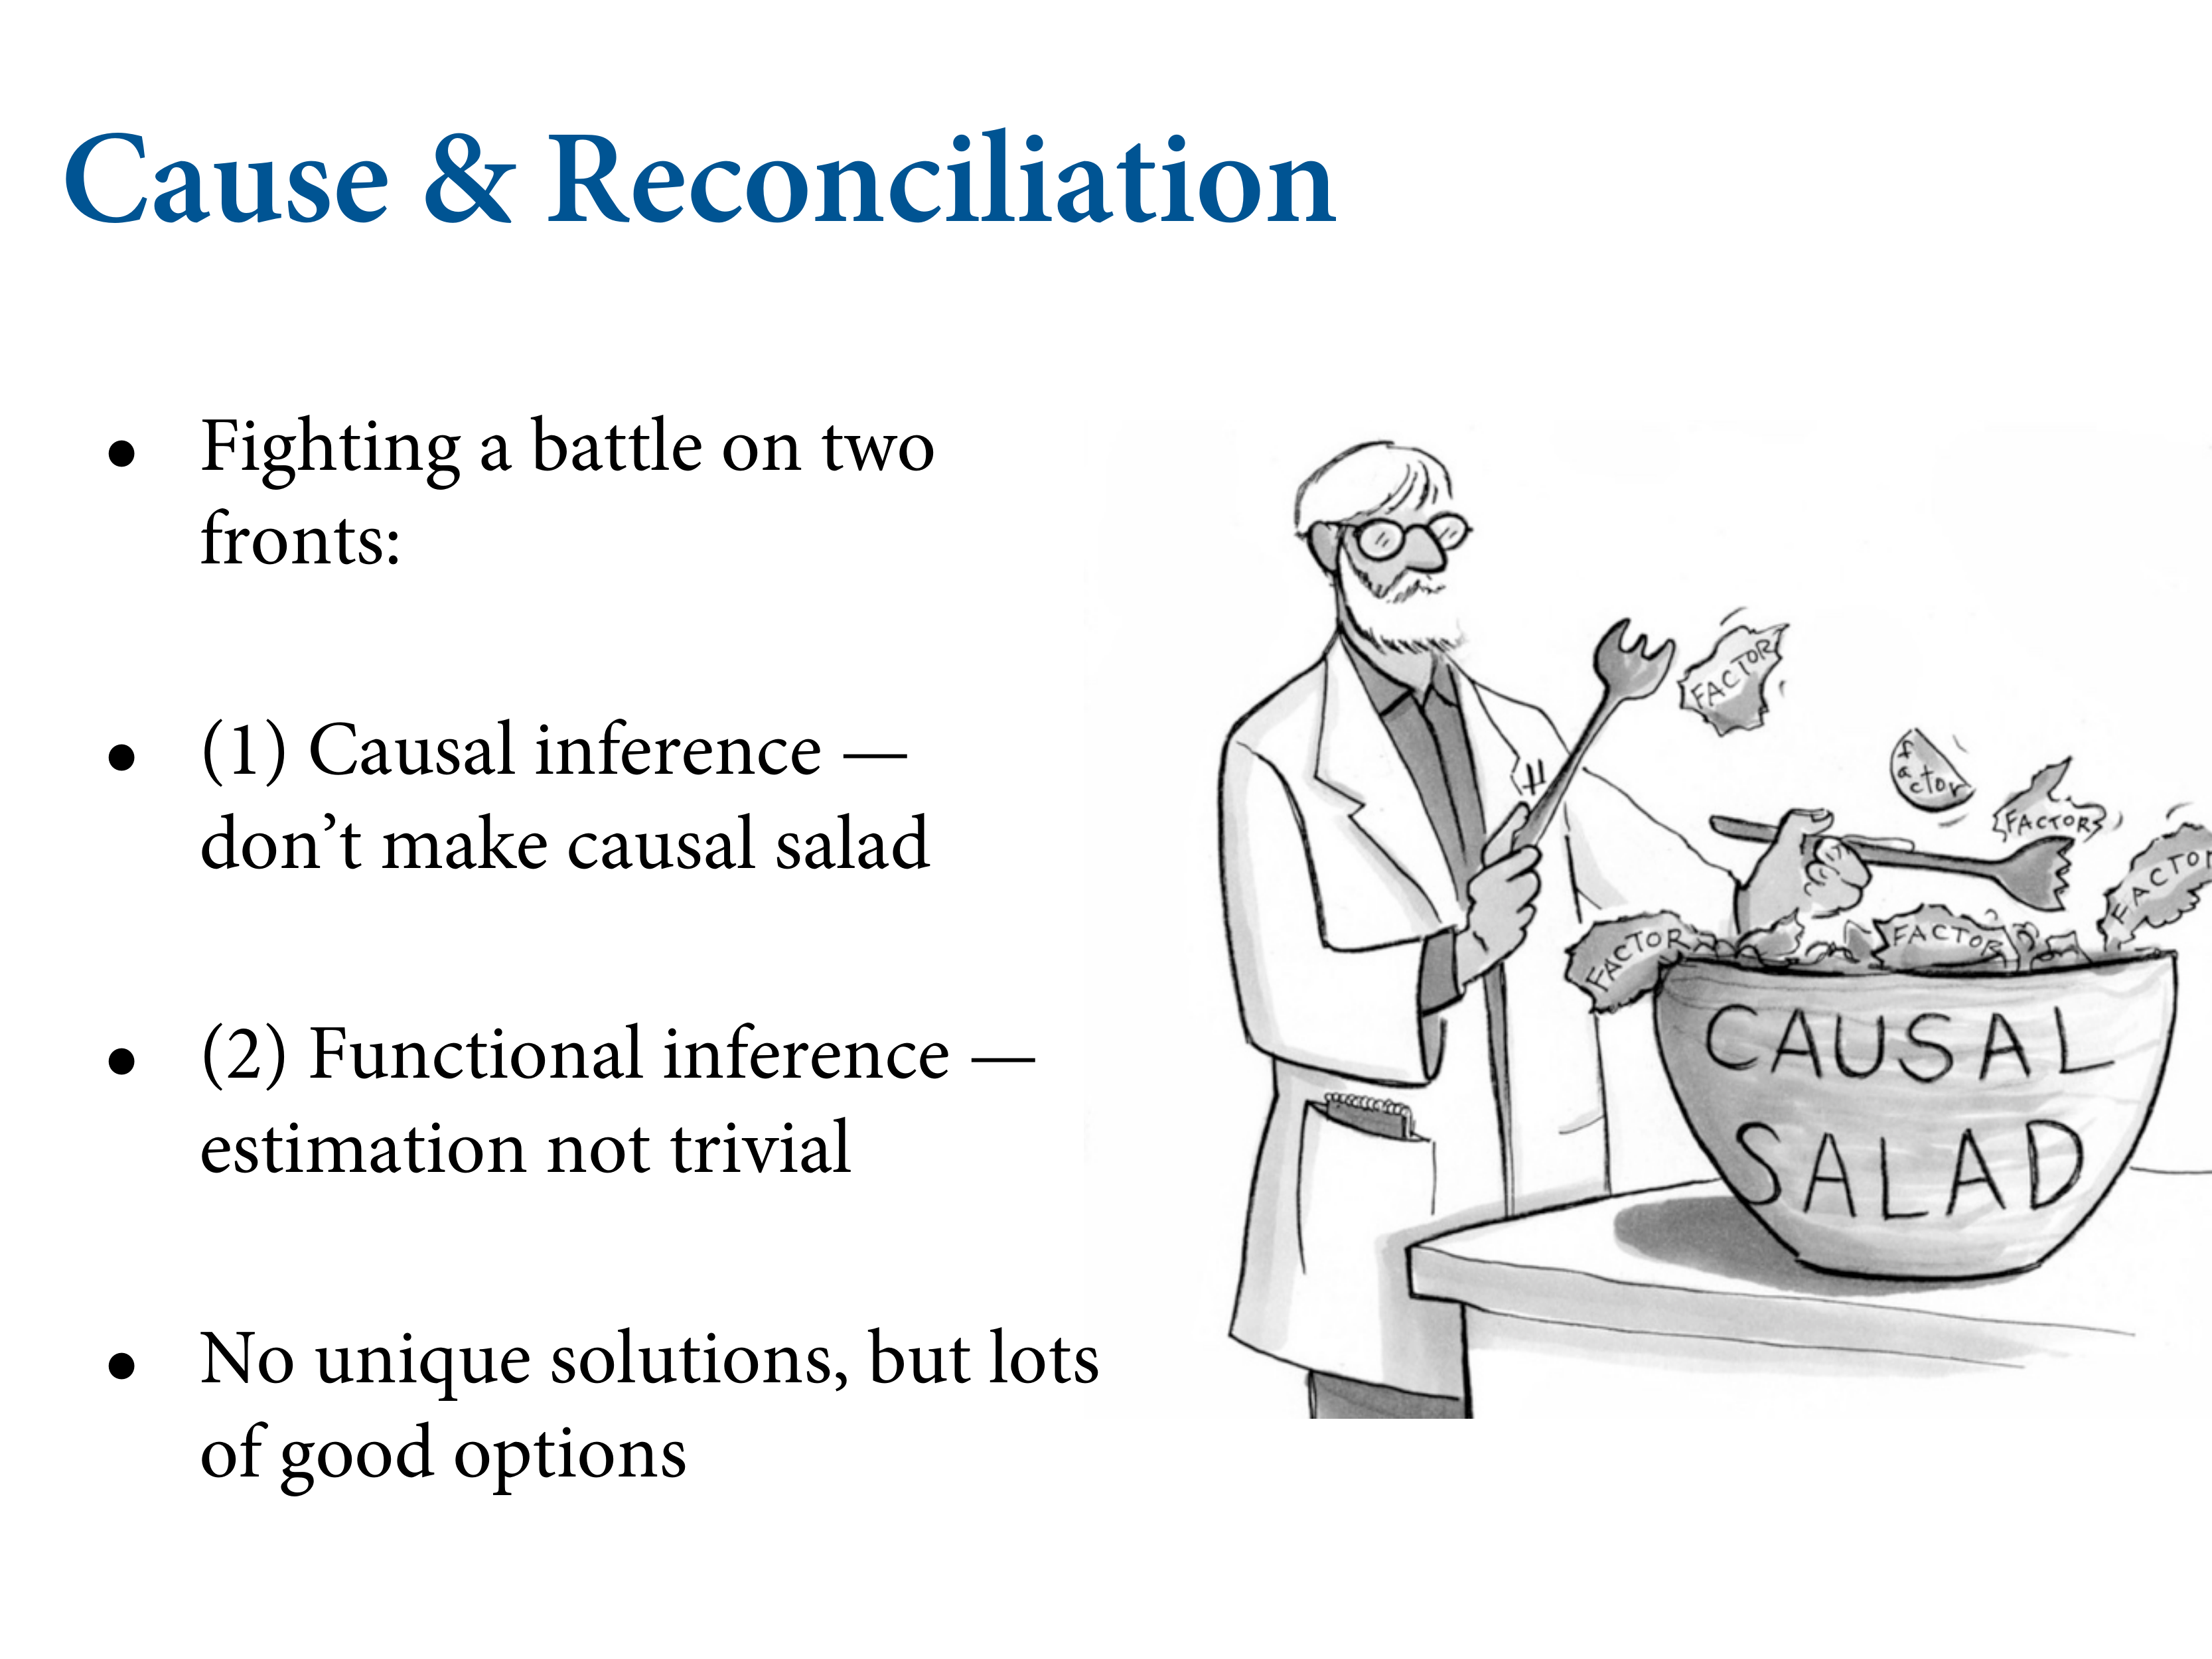 Cause & Reconciliation
• Fighting a battle on two
fronts:
• (1) Causal inference —
don’t make causal salad
• (2) Functional inference —
estimation not trivial
• No unique solutions, but lots
of good options
FACTOR
factor
FACTOR
FACTOR
FACTOR
FACTOR
CAUSAL
SALAD